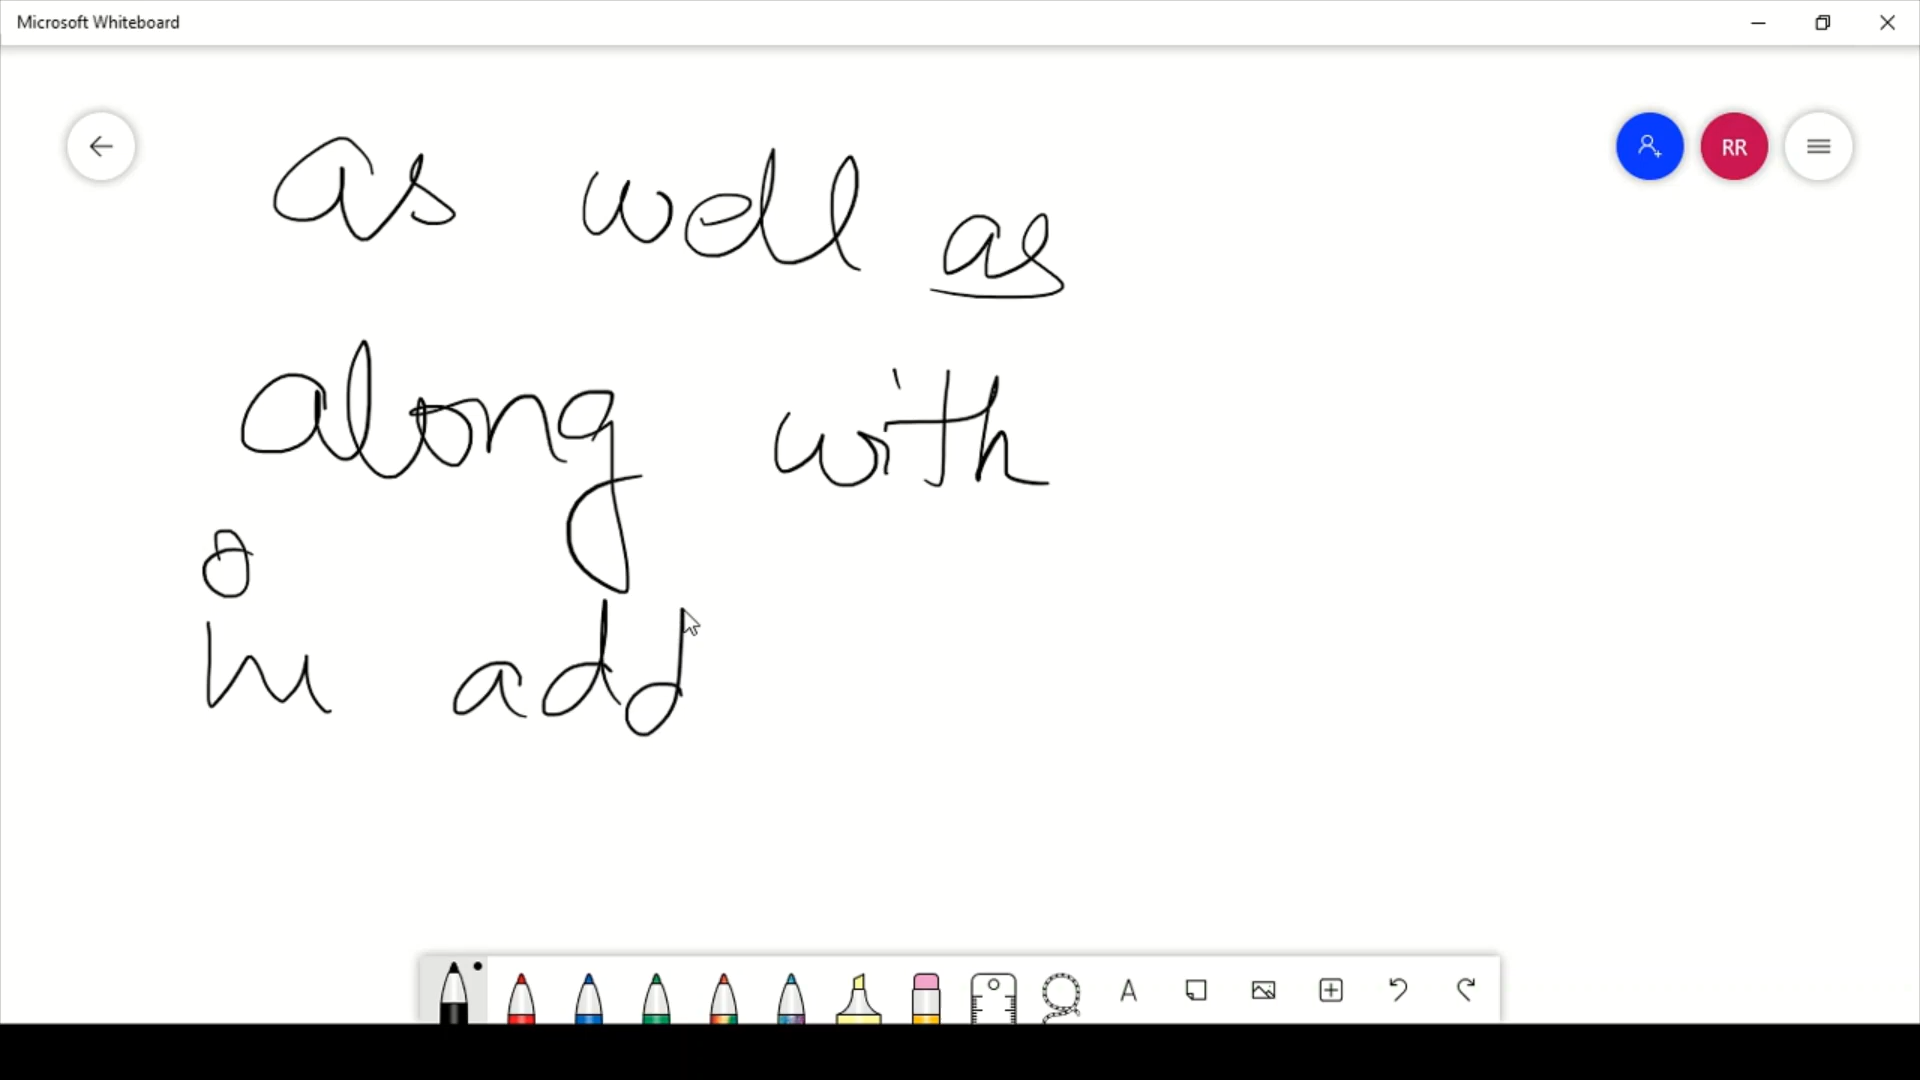 Microsoft Whiteboard
RR
as well as
along with
in add
A